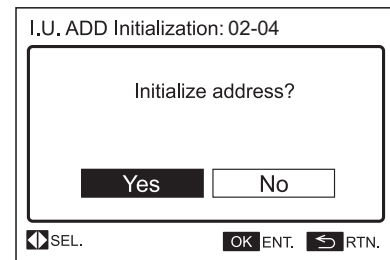 I.U. ADD Initialization: 02-04
Initialize address?
Yes No
SEL. OK ENT. RTN.